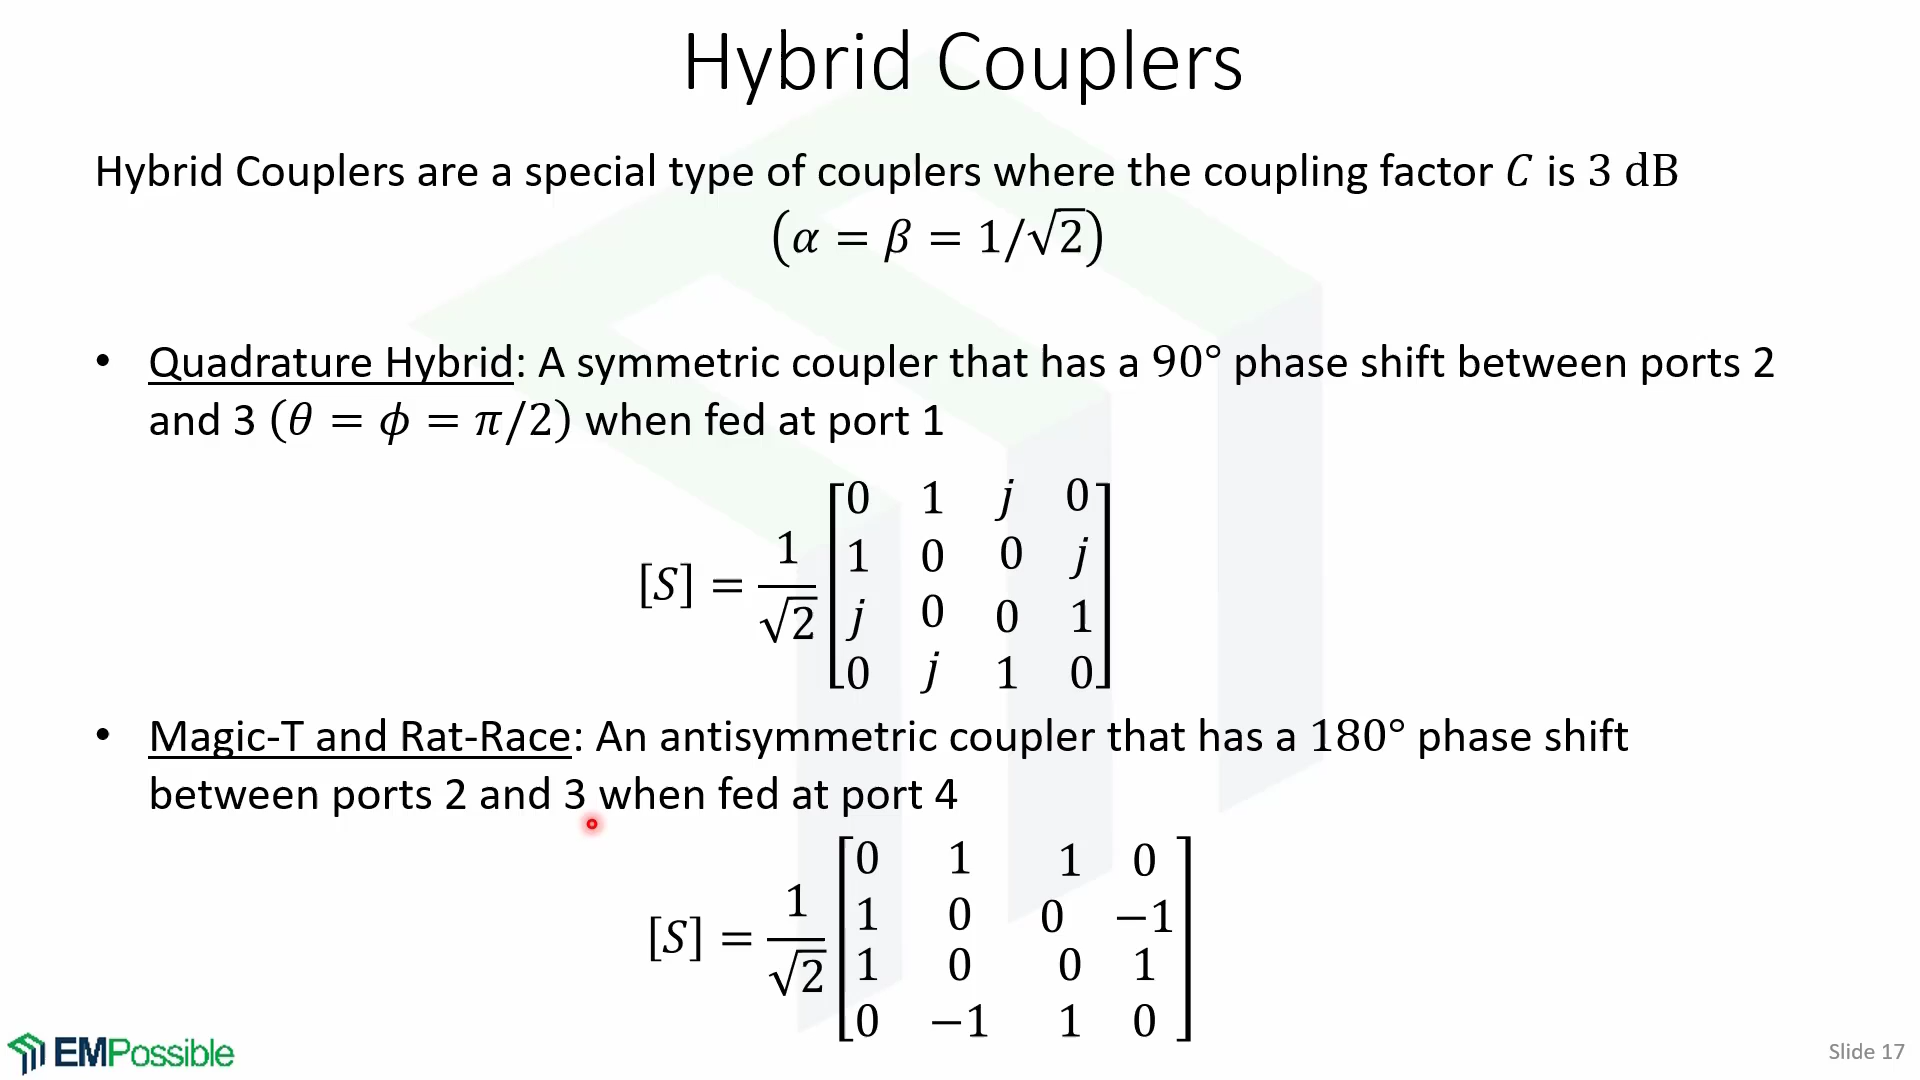 Hybrid Couplers
Hybrid Couplers are a special type of couplers where the coupling factor C is 3 dB
(α = β = 1/√2)
• Quadrature Hybrid: A symmetric coupler that has a 90° phase shift between ports 2
and 3 (θ = ϕ = π/2) when fed at port 1
[S] = 1/√2 [0 1 j 0
1 0 0 j
j 0 0 1
0 j 1 0]
• Magic-T and Rat-Race: An antisymmetric coupler that has a 180° phase shift
between ports 2 and 3 when fed at port 4
[S] = 1/√2 [0 1 1 0
1 0 0 −1
1 0 0 1
0 −1 1 0]
EMPossible
Slide 17